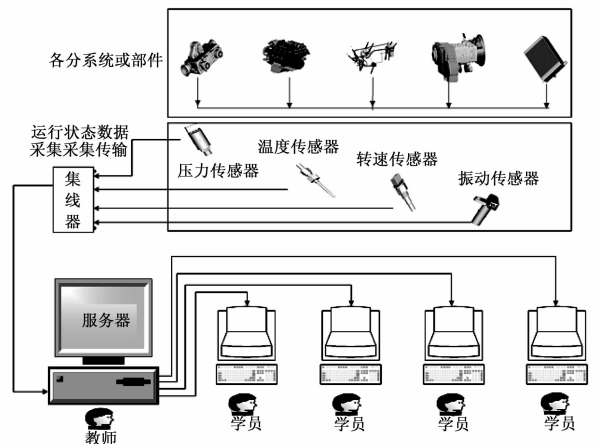 各分系统或部件
运行状态数据
采集采集传输
压力传感器
温度传感器
转速传感器
振动传感器
集
线
器
服务器
教师
学员
学员
学员
学员